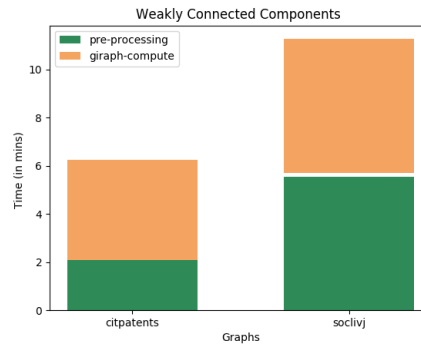 Weakly Connected Components
pre-processing
giraph-compute
10
8
6
4
2
0
Time (in mins)
citpatents
soclivj
Graphs